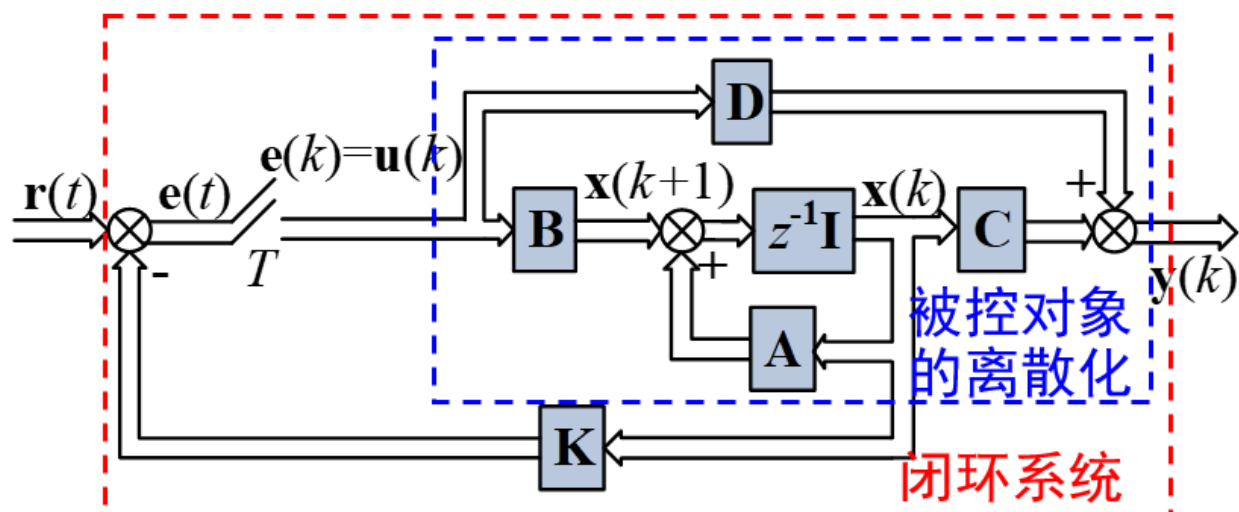 D
e(k)=u(k)
r(t) e(t) x(k+1) x(k) +
B z⁻¹I C
- T + y(k)
A
被控对象
的离散化
K
闭环系统